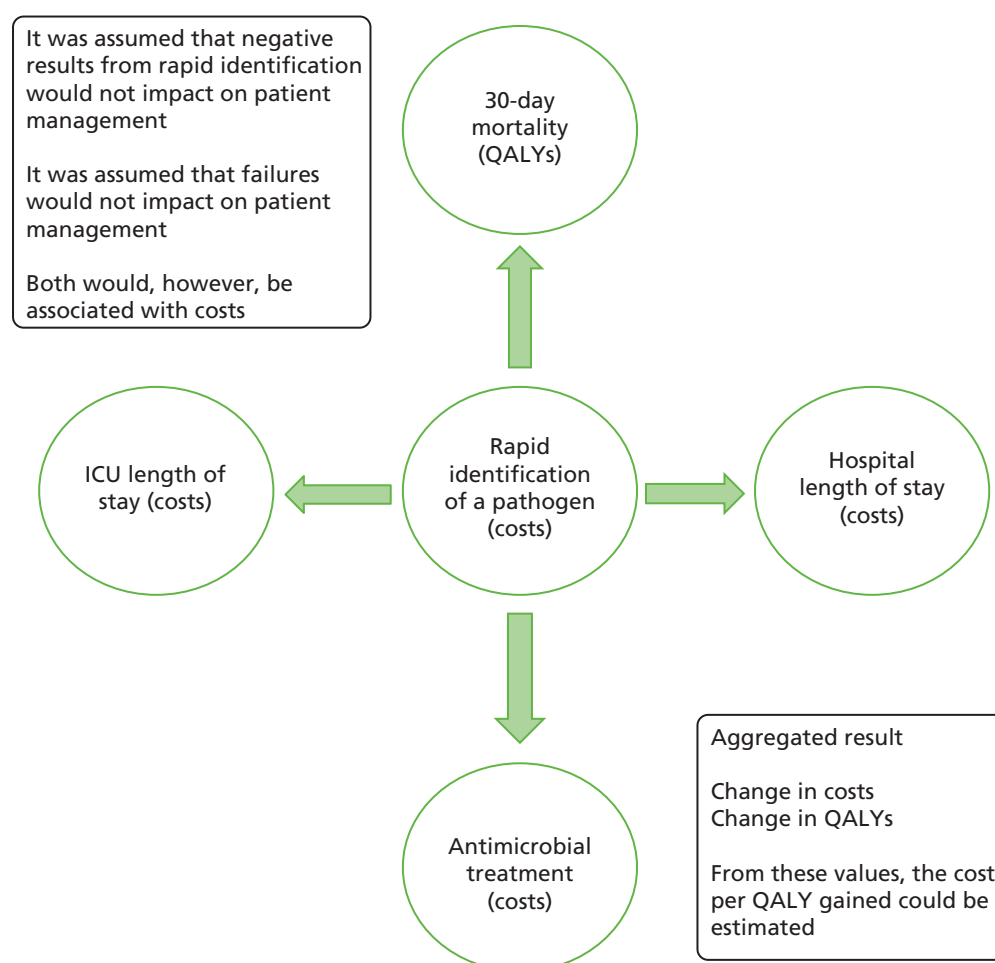 It was assumed that negative
results from rapid identification
would not impact on patient
management
It was assumed that failures
would not impact on patient
management
Both would, however, be
associated with costs
30-day
mortality
(QALYs)
ICU length of
stay (costs)
Rapid
identification
of a pathogen
(costs)
Hospital
length of stay
(costs)
Antimicrobial
treatment
(costs)
Aggregated result
Change in costs
Change in QALYs
From these values, the cost
per QALY gained could be
estimated